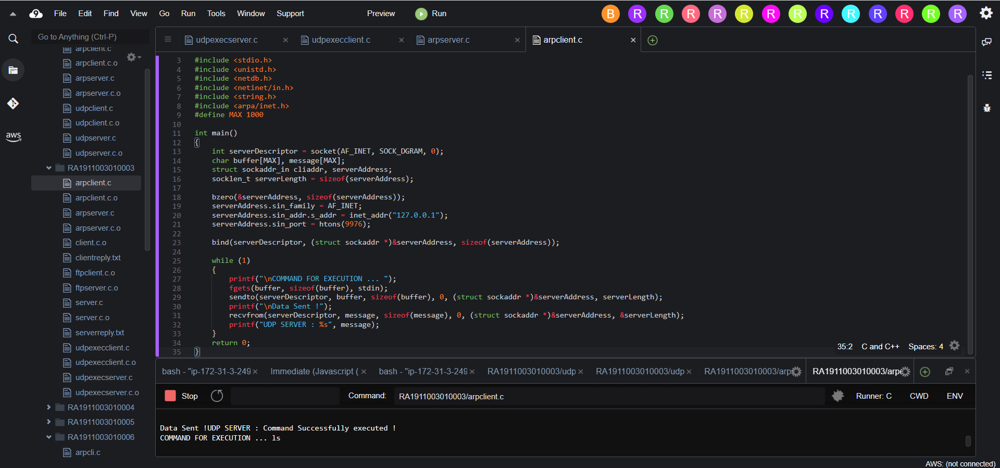 File Edit Find View Go Run Tools Window Support Preview Run B R R R R R R R R R R R R R
Go to Anything (Ctrl-P)
aws
arpclient.c
arpclient.c.o
arpserver.c
arpserver.c.o
udpclient.c
udpclient.c.o
udpserver.c
udpserver.c.o
RA1911003010003
arpclient.c
arpclient.c.o
arpserver.c
arpserver.c.o
client.c.o
clientreply.txt
ftpclient.c.o
ftpserver.c.o
server.c
server.c.o
serverreply.txt
udpexecclient.c
udpexecclient.c.o
udpexecserver.c
udpexecserver.c.o
RA1911003010004
RA1911003010005
RA1911003010006
arpcli.c
udpexecserver.c × udpexecclient.c × arpserver.c × arpclient.c ×
3 #include <stdio.h>
4 #include <unistd.h>
5 #include <netdb.h>
6 #include <netinet/in.h>
7 #include <string.h>
8 #include <arpa/inet.h>
9 #define MAX 1000
10
11 int main()
12 {
13 int serverDescriptor = socket(AF_INET, SOCK_DGRAM, 0);
14 char buffer[MAX], message[MAX];
15 struct sockaddr_in cliaddr, serverAddress;
16 socklen_t serverLength = sizeof(serverAddress);
17
18 bzero(&serverAddress, sizeof(serverAddress));
19 serverAddress.sin_family = AF_INET;
20 serverAddress.sin_addr.s_addr = inet_addr("127.0.0.1");
21 serverAddress.sin_port = htons(9976);
22
23 bind(serverDescriptor, (struct sockaddr *)&serverAddress, sizeof(serverAddress));
24
25 while (1)
26 {
27 printf("\nCOMMAND FOR EXECUTION ... ");
28 fgets(buffer, sizeof(buffer), stdin);
29 sendto(serverDescriptor, buffer, sizeof(buffer), 0, (struct sockaddr *)&serverAddress, serverLength);
30 printf("\nData Sent !");
31 recvfrom(serverDescriptor, message, sizeof(message), 0, (struct sockaddr *)&serverAddress, &serverLength);
32 printf("UDP SERVER : %s", message);
33 }
34 return 0;
35 }
35:2 C and C++ Spaces: 4
bash - "ip-172-31-3-249 × Immediate (Javascript ( × bash - "ip-172-31-3-249 × RA1911003010003/udp × RA1911003010003/udp × RA1911003010003/arp RA1911003010003/arp
Stop Command: RA1911003010003/arpclient.c Runner: C CWD ENV
Data Sent !UDP SERVER : Command Successfully executed !
COMMAND FOR EXECUTION ... ls
AWS: (not connected)